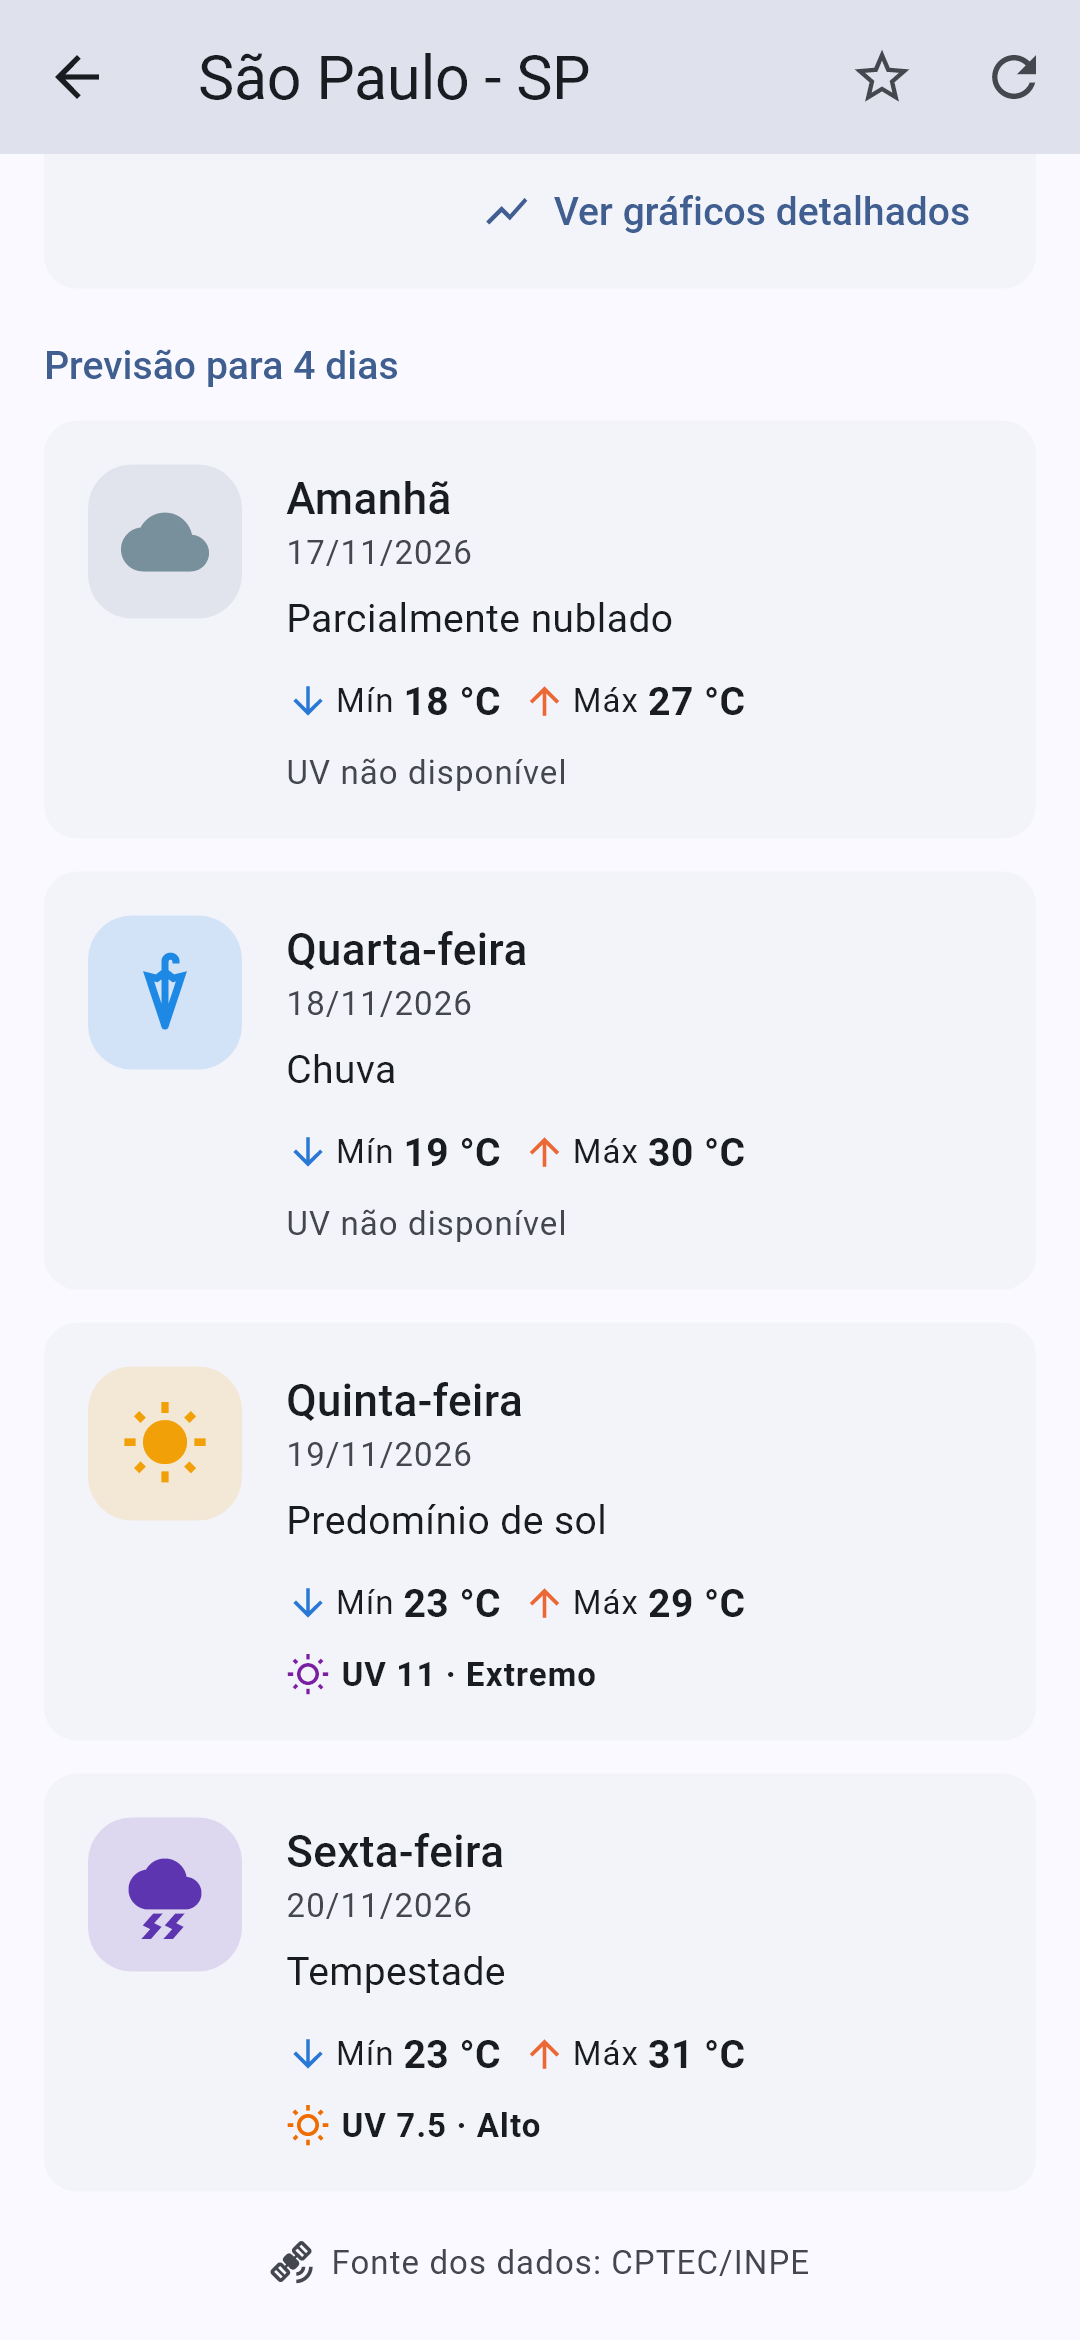 São Paulo - SP
Ver gráficos detalhados
Previsão para 4 dias
Amanhã
17/11/2026
Parcialmente nublado
Mín 18 °C Máx 27 °C
UV não disponível
Quarta-feira
18/11/2026
Chuva
Mín 19 °C Máx 30 °C
UV não disponível
Quinta-feira
19/11/2026
Predomínio de sol
Mín 23 °C Máx 29 °C
UV 11 · Extremo
Sexta-feira
20/11/2026
Tempestade
Mín 23 °C Máx 31 °C
UV 7.5 · Alto
Fonte dos dados: CPTEC/INPE